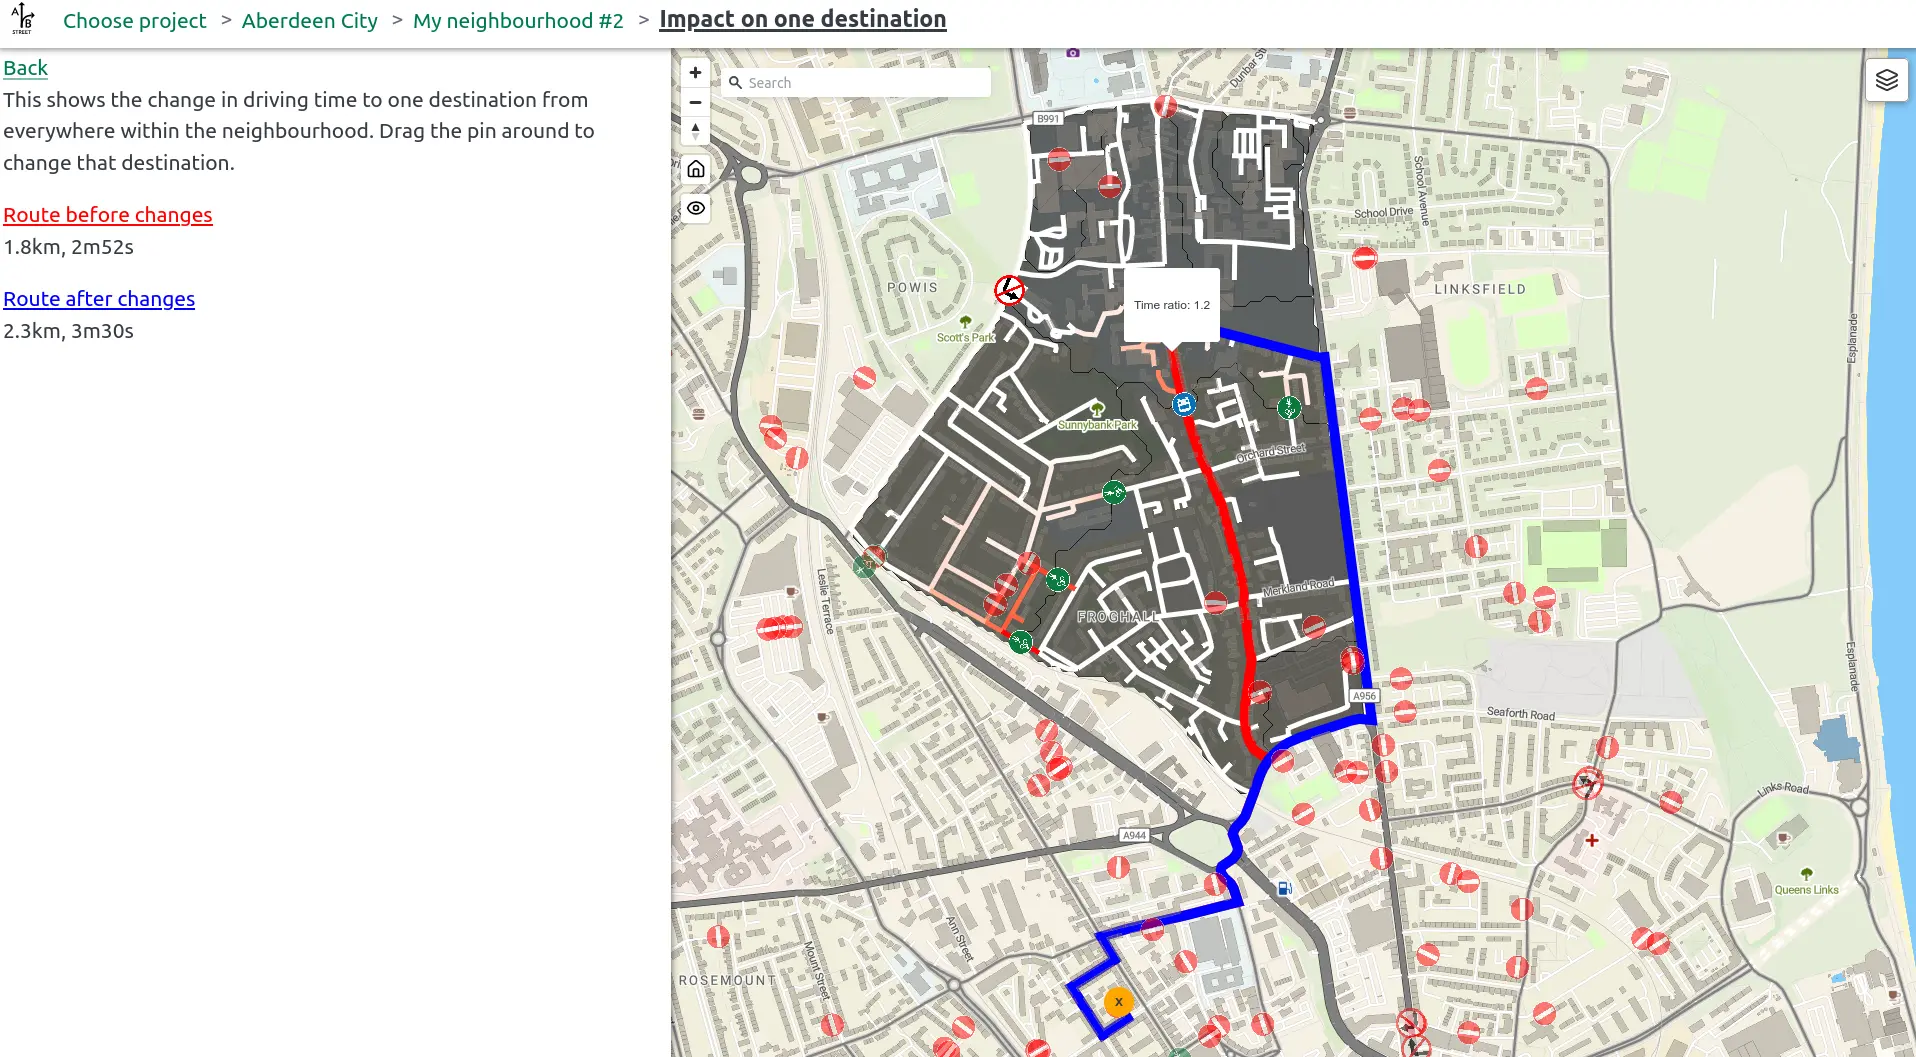 A
B
STREET
Choose project > Aberdeen City > My neighbourhood #2 > Impact on one destination
Back
This shows the change in driving time to one destination from
everywhere within the neighbourhood. Drag the pin around to
change that destination.
Route before changes
1.8km, 2m52s
Route after changes
2.3km, 3m30s
Search
Dunbar St
B991
School Avenue
School Drive
POWIS
LINKSFIELD
Time ratio: 1.2
Scott's Park
Esplanade
Sunnybank Park
Orchard Street
Leslie Terrace
Merkland Road
FROGHALL
Esplanade
A956
Seaforth Road
Links Road
A944
Queens Links
Ann Street
Mount Street
ROSEMOUNT
X